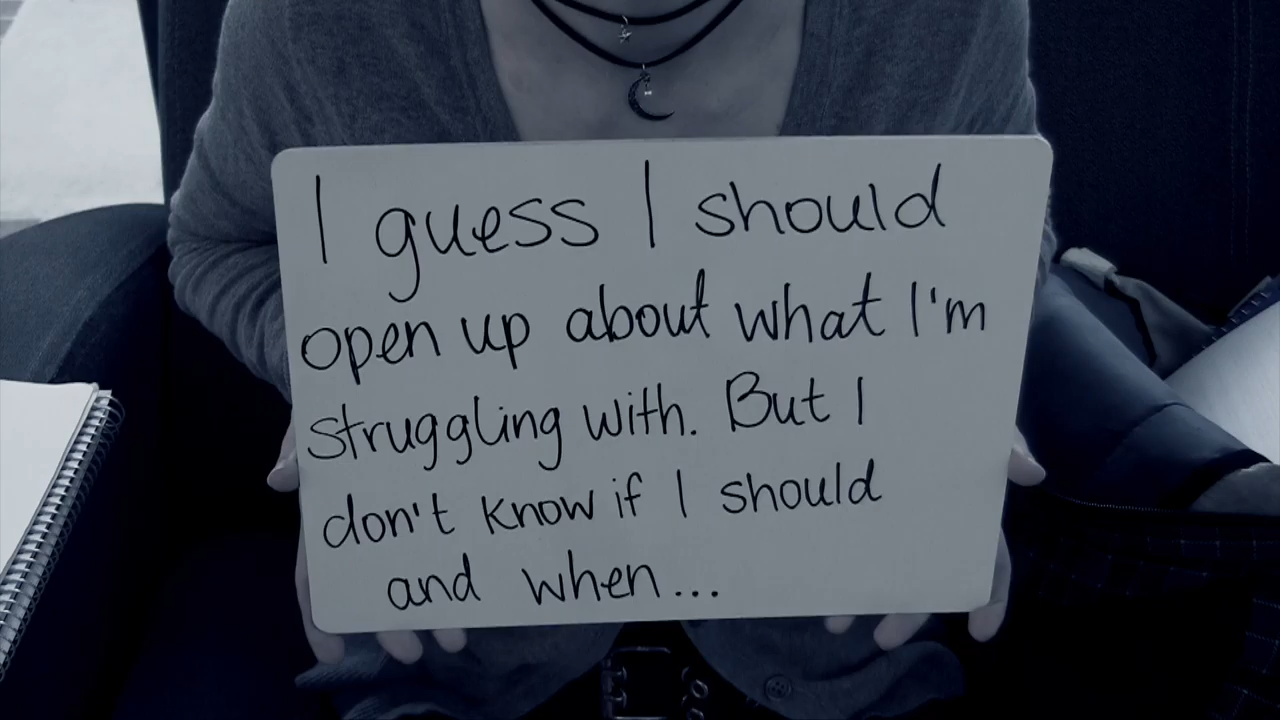 I guess I should
open up about what I'm
struggling with. But I
don't know if I should
and when...